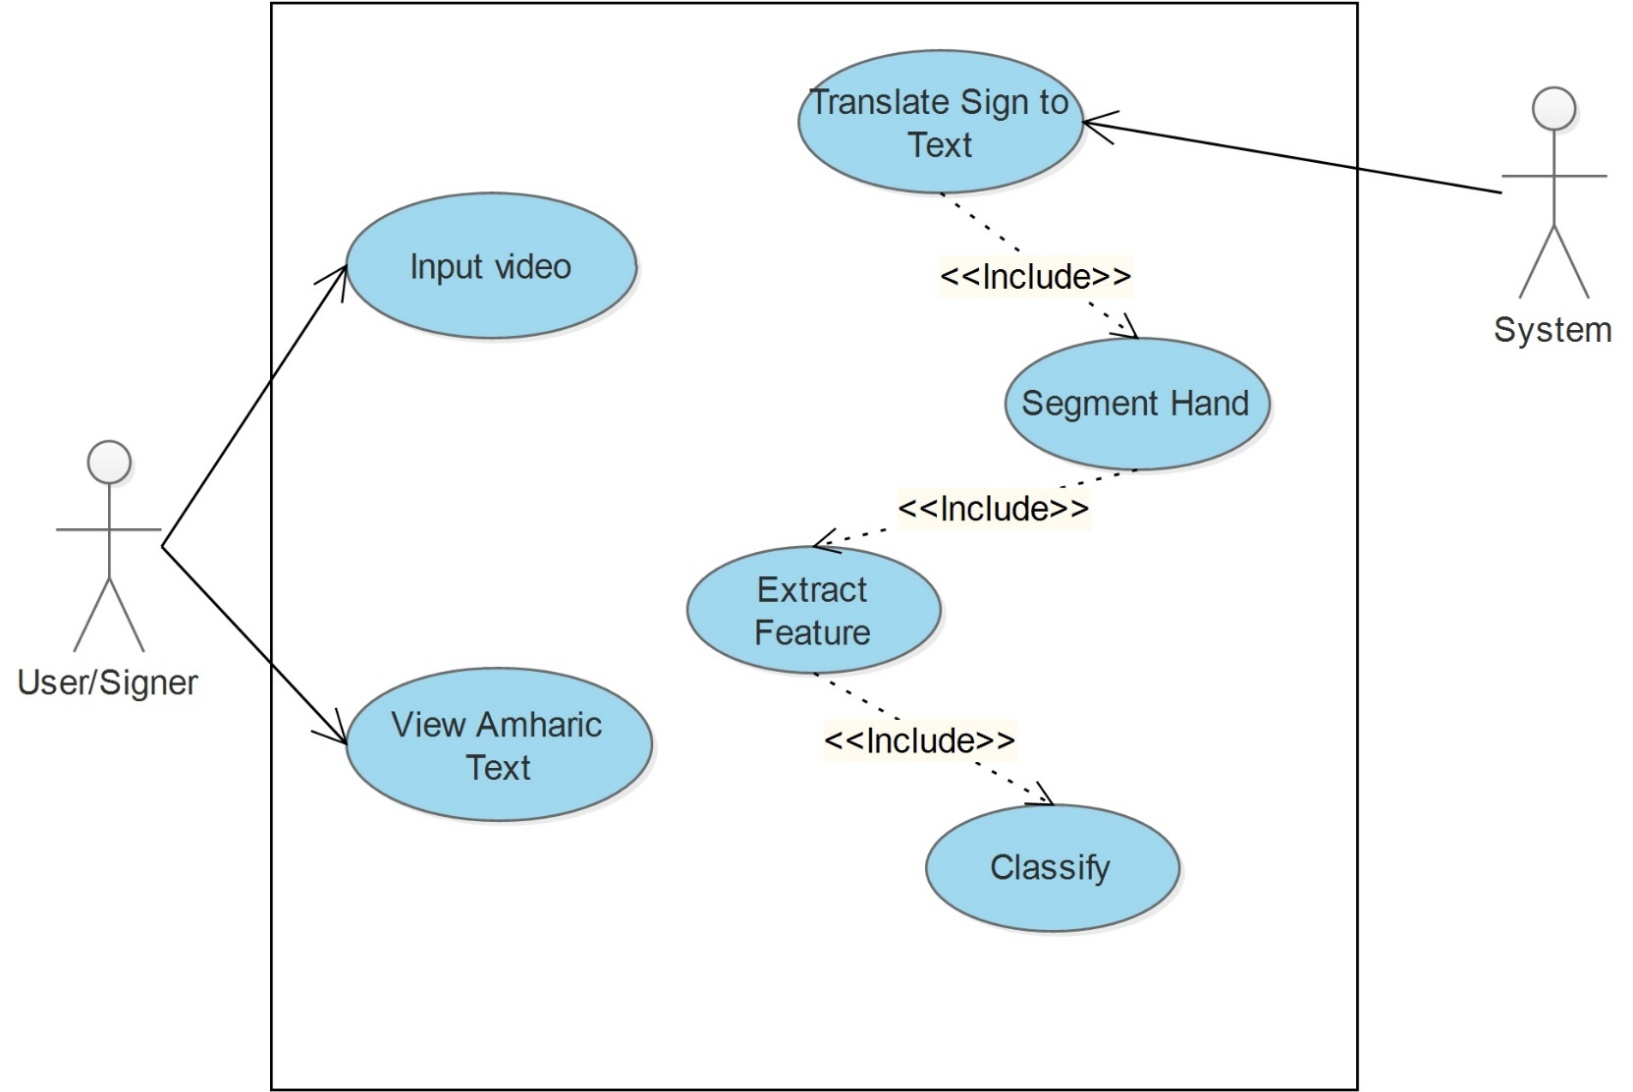 Translate Sign to
Text
Input video
<<Include>>
System
Segment Hand
<<Include>>
Extract
Feature
User/Signer
View Amharic
Text
<<Include>>
Classify